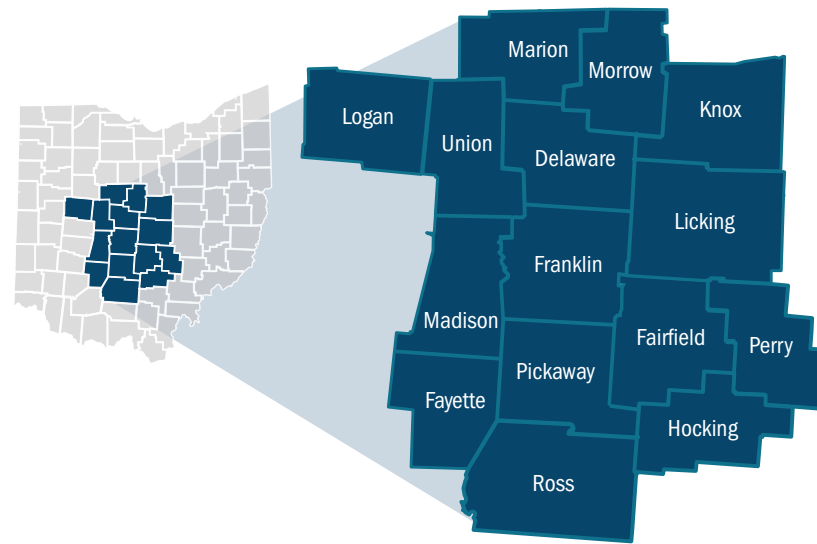 Marion
Morrow
Knox
Logan
Union
Delaware
Licking
Franklin
Madison
Fairfield
Perry
Pickaway
Fayette
Hocking
Ross